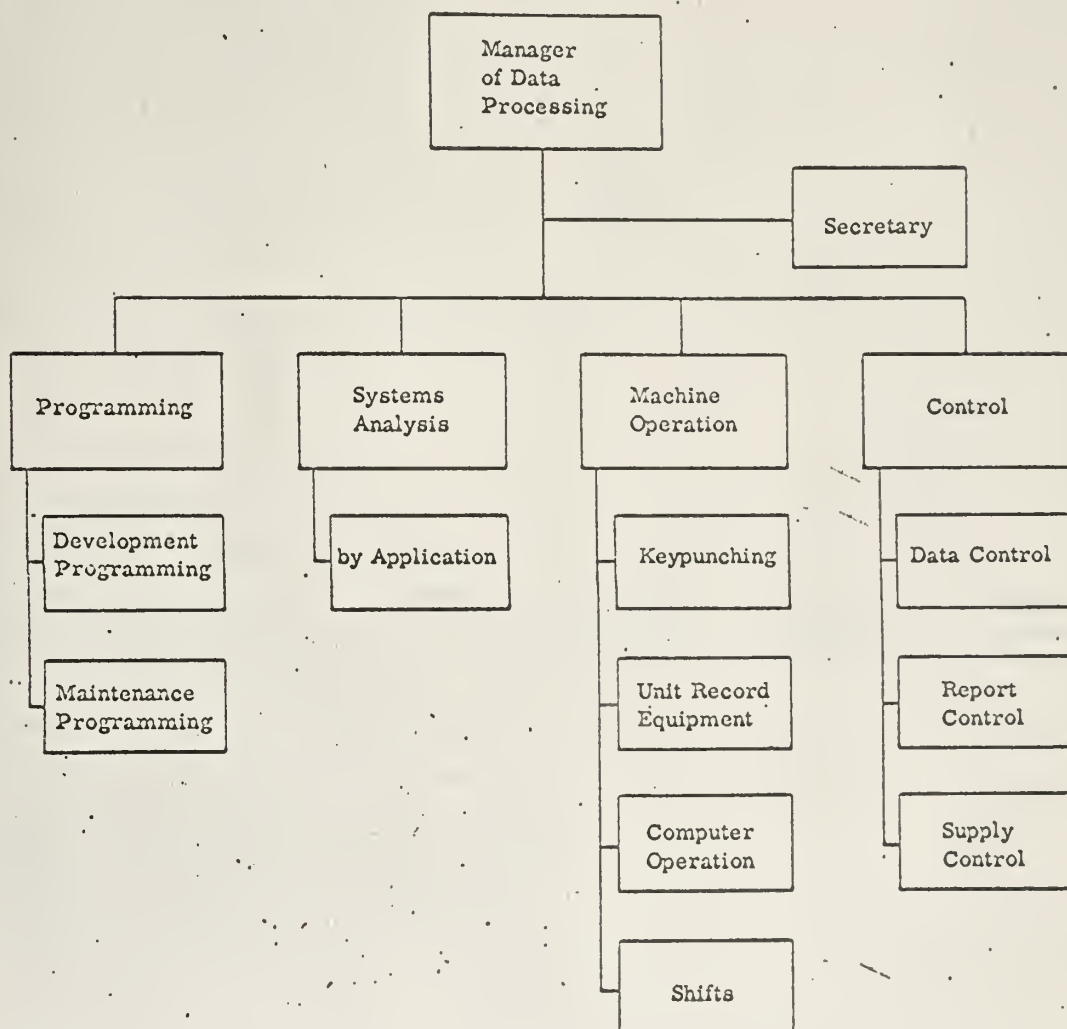 Manager
of Data
Processing
Secretary
Programming
Systems
Analysis
Machine
Operation
Control
Development
Programming
by Application
Keypunching
Data Control
Maintenance
Programming
Unit Record
Equipment
Report
Control
Computer
Operation
Supply
Control
Shifts